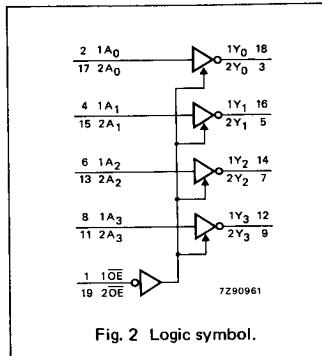 2 1A0 1Y0 18
17 2A0 2Y0 3
4 1A1 1Y1 16
15 2A1 2Y1 5
6 1A2 1Y2 14
13 2A2 2Y2 7
8 1A3 1Y3 12
11 2A3 2Y3 9
1 1O̅E̅
19 2O̅E̅
7Z90961
Fig. 2 Logic symbol.